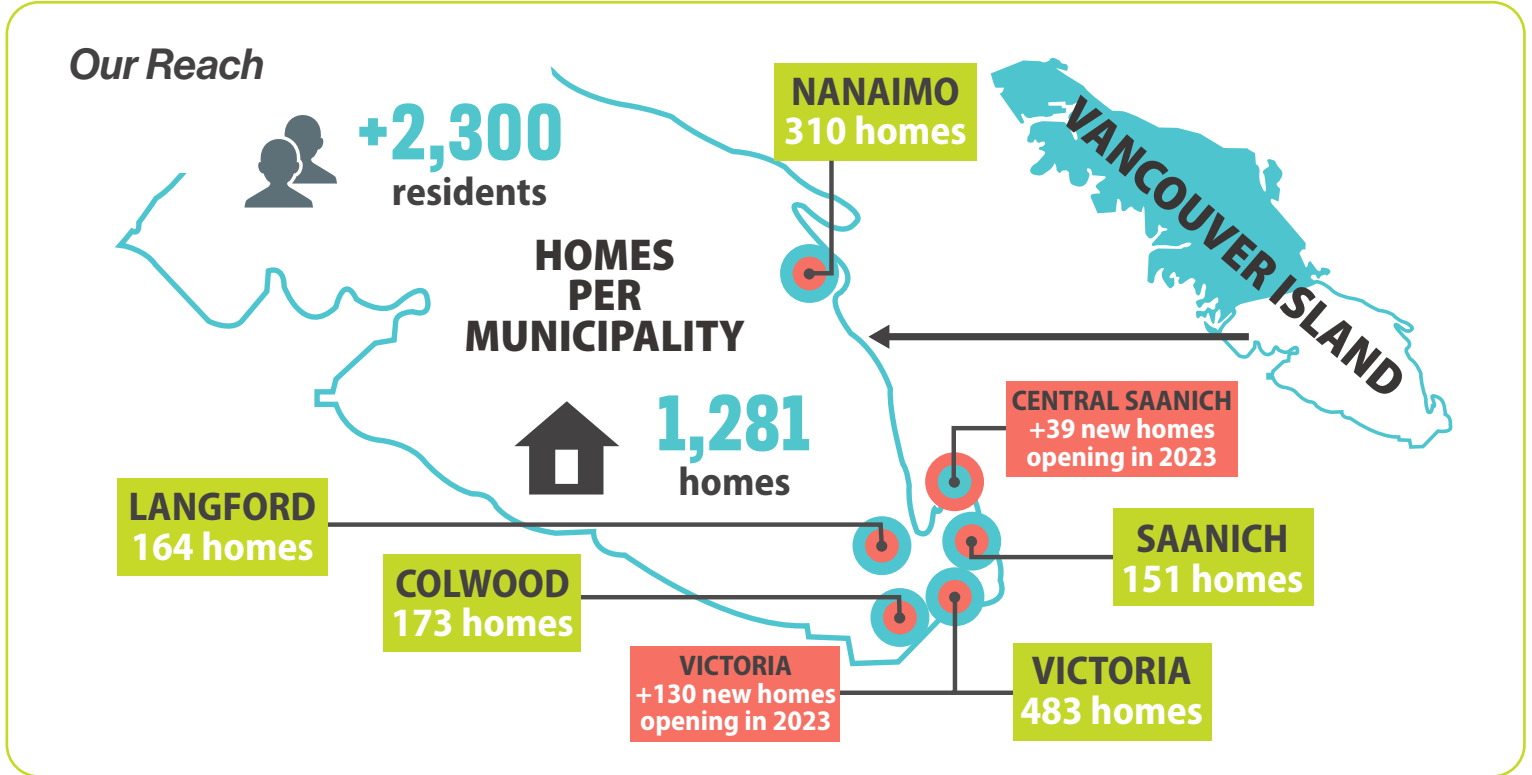 Our Reach
+2,300
residents
HOMES
PER
MUNICIPALITY
1,281
homes
NANAIMO
310 homes
VANCOUVER ISLAND
CENTRAL SAANICH
+39 new homes
opening in 2023
LANGFORD
164 homes
SAANICH
151 homes
COLWOOD
173 homes
VICTORIA
+130 new homes
opening in 2023
VICTORIA
483 homes